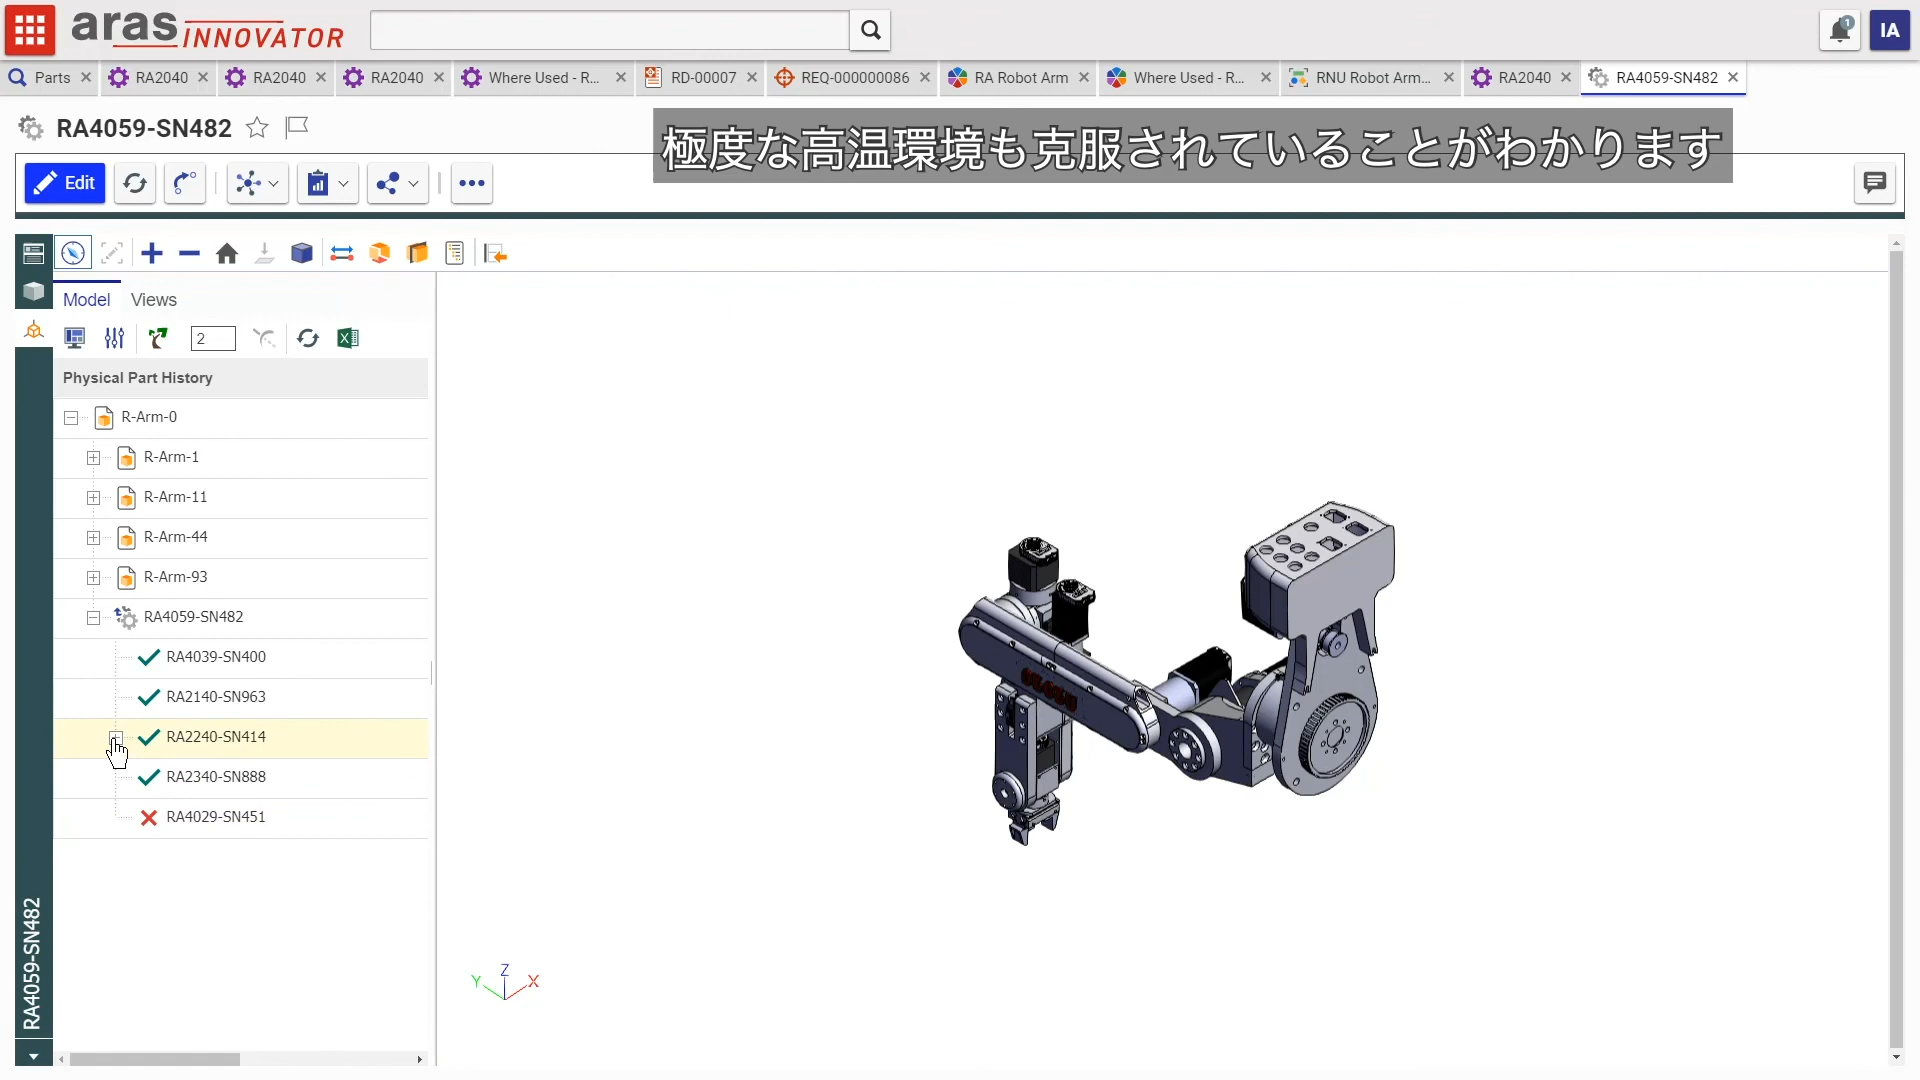 aras INNOVATOR
1
IA
Parts
RA2040
RA2040
RA2040
Where Used - R...
RD-00007
REQ-000000086
RA Robot Arm
Where Used - R...
RNU Robot Arm...
RA2040
RA4059-SN482
RA4059-SN482
極度な高温環境も克服されていることがわかります
Edit
Model
Views
2
Physical Part History
R-Arm-0
R-Arm-1
R-Arm-11
R-Arm-44
R-Arm-93
RA4059-SN482
RA4039-SN400
RA2140-SN963
RA2240-SN414
RA2340-SN888
RA4029-SN451
RA4059-SN482
Y
Z
X